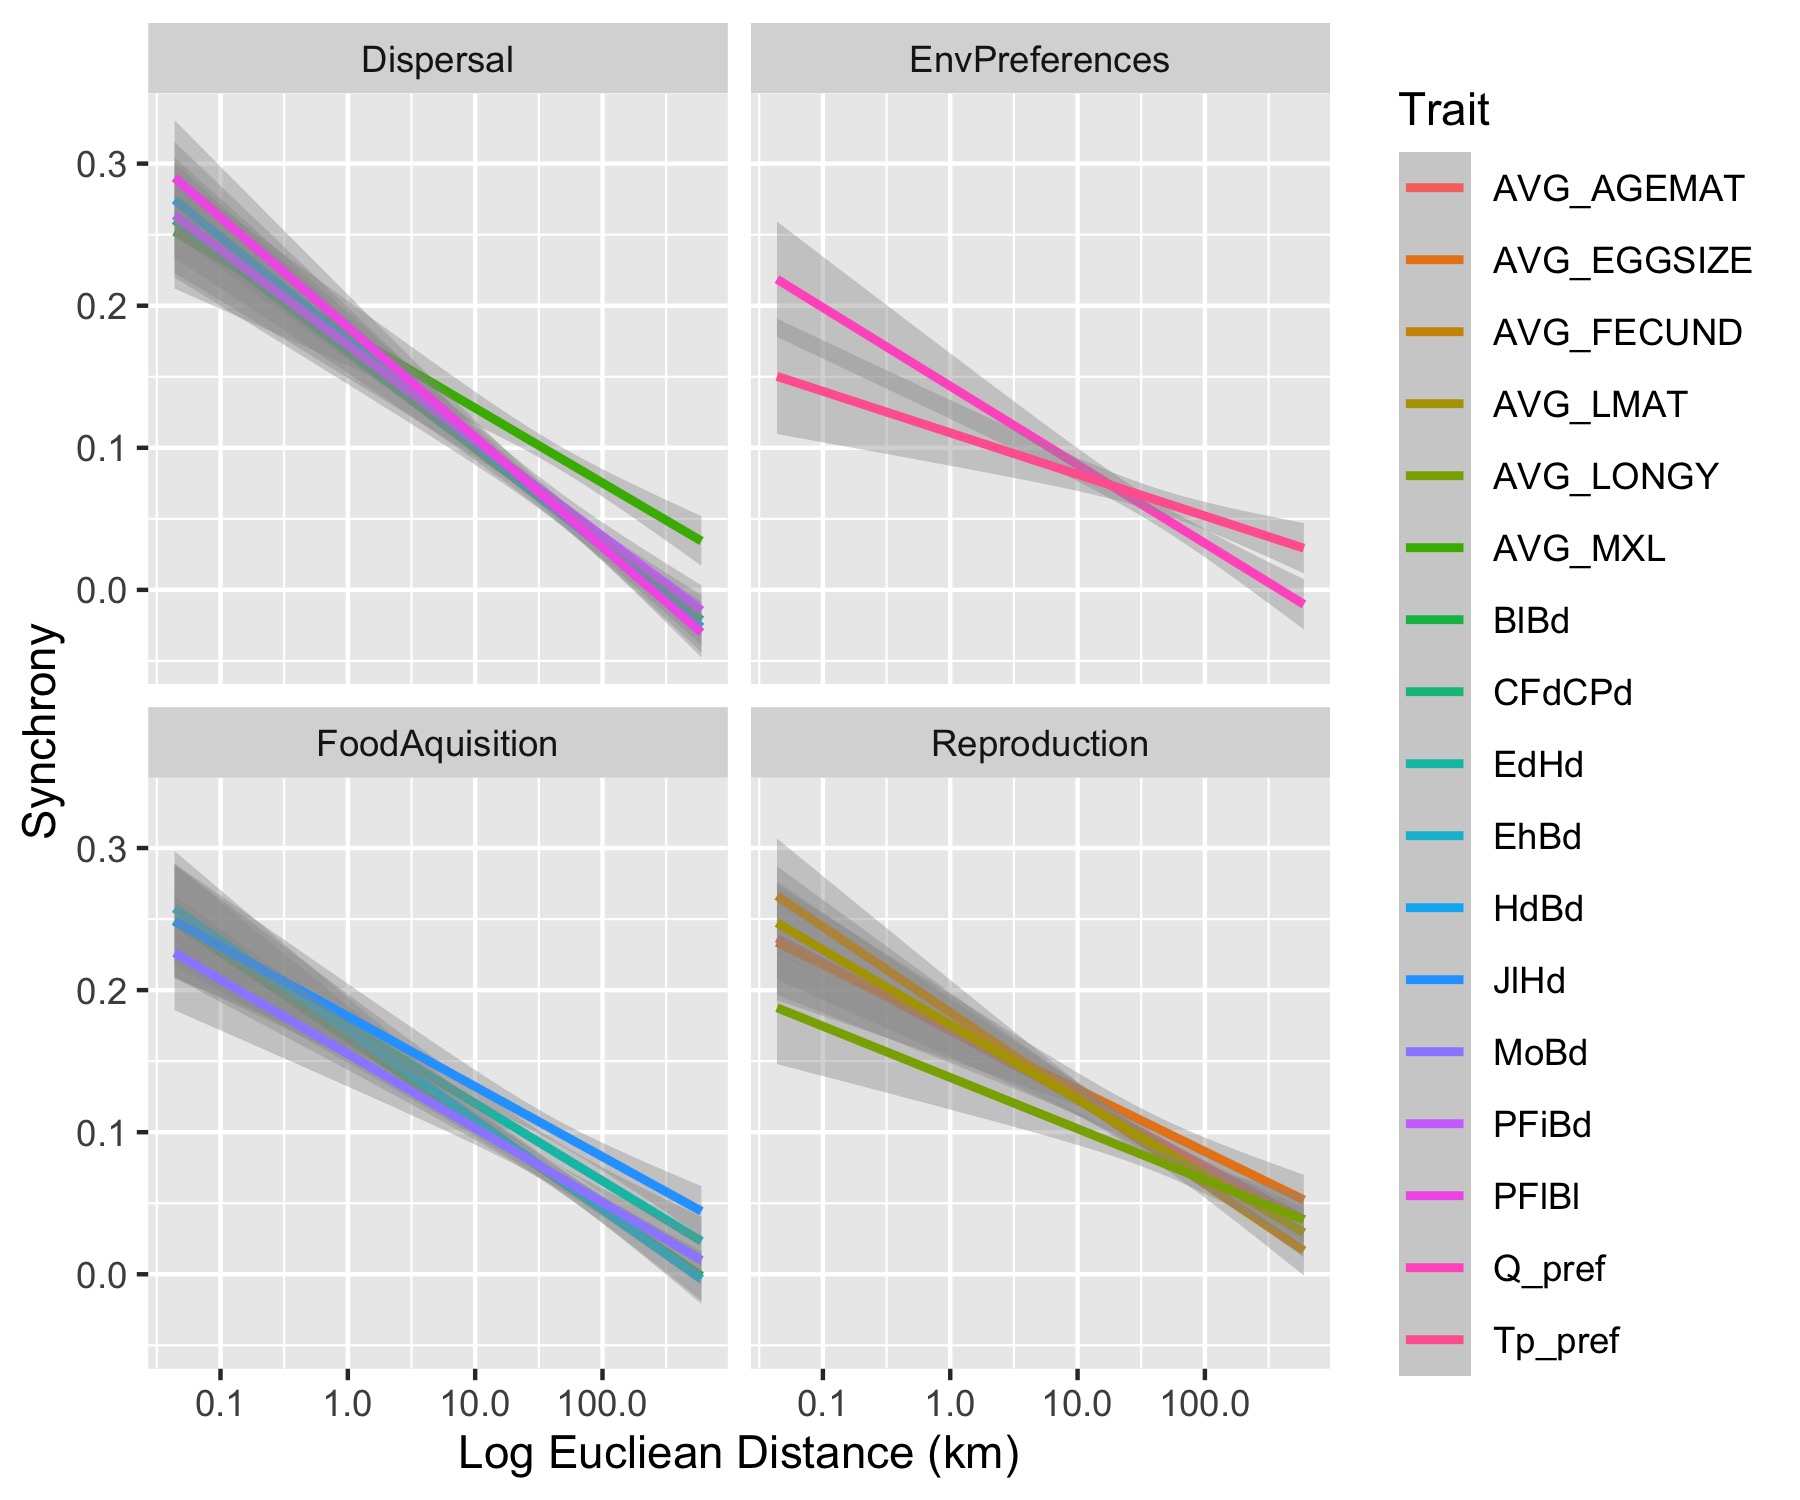 Dispersal
EnvPreferences
0.3
0.2
0.1
0.0
FoodAquisition
Reproduction
0.3
0.2
0.1
0.0
0.1 1.0 10.0 100.0
0.1 1.0 10.0 100.0
Log Eucliean Distance (km)
Synchrony
Trait
AVG_AGEMAT
AVG_EGGSIZE
AVG_FECUND
AVG_LMAT
AVG_LONGY
AVG_MXL
BlBd
CFdCPd
EdHd
EhBd
HdBd
JlHd
MoBd
PFiBd
PFlBl
Q_pref
Tp_pref